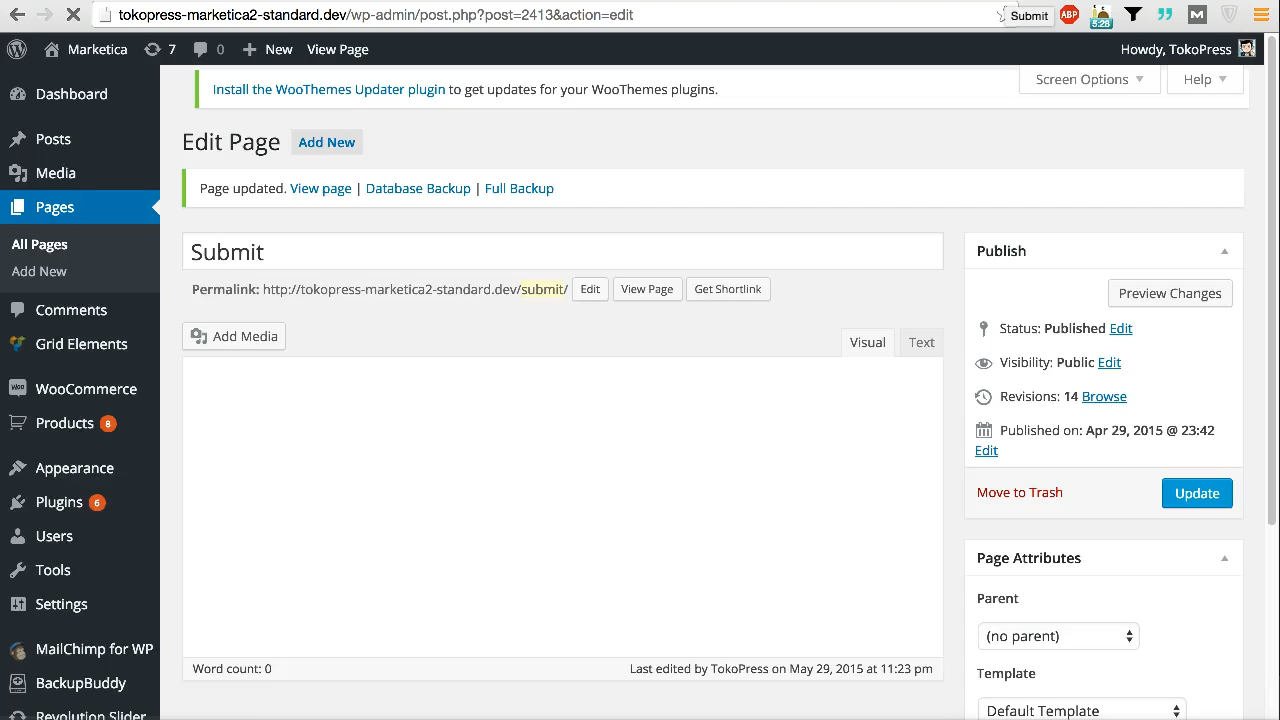 tokopress-marketica2-standard.dev/wp-admin/post.php?post=2413&action=edit
Submit
ABP
5:26
M
Marketica
7
0
New
View Page
Howdy, TokoPress
Dashboard
Posts
Media
Pages
All Pages
Add New
Comments
Grid Elements
WooCommerce
Products 8
Appearance
Plugins 6
Users
Tools
Settings
MailChimp for WP
BackupBuddy
Revolution Slider
Install the WooThemes Updater plugin to get updates for your WooThemes plugins.
Screen Options
Help
Edit Page Add New
Page updated. View page | Database Backup | Full Backup
Submit
Permalink: http://tokopress-marketica2-standard.dev/submit/ Edit View Page Get Shortlink
Add Media
Visual Text
Word count: 0
Last edited by TokoPress on May 29, 2015 at 11:23 pm
Publish
Preview Changes
Status: Published Edit
Visibility: Public Edit
Revisions: 14 Browse
Published on: Apr 29, 2015 @ 23:42
Edit
Move to Trash
Update
Page Attributes
Parent
(no parent)
Template
Default Template